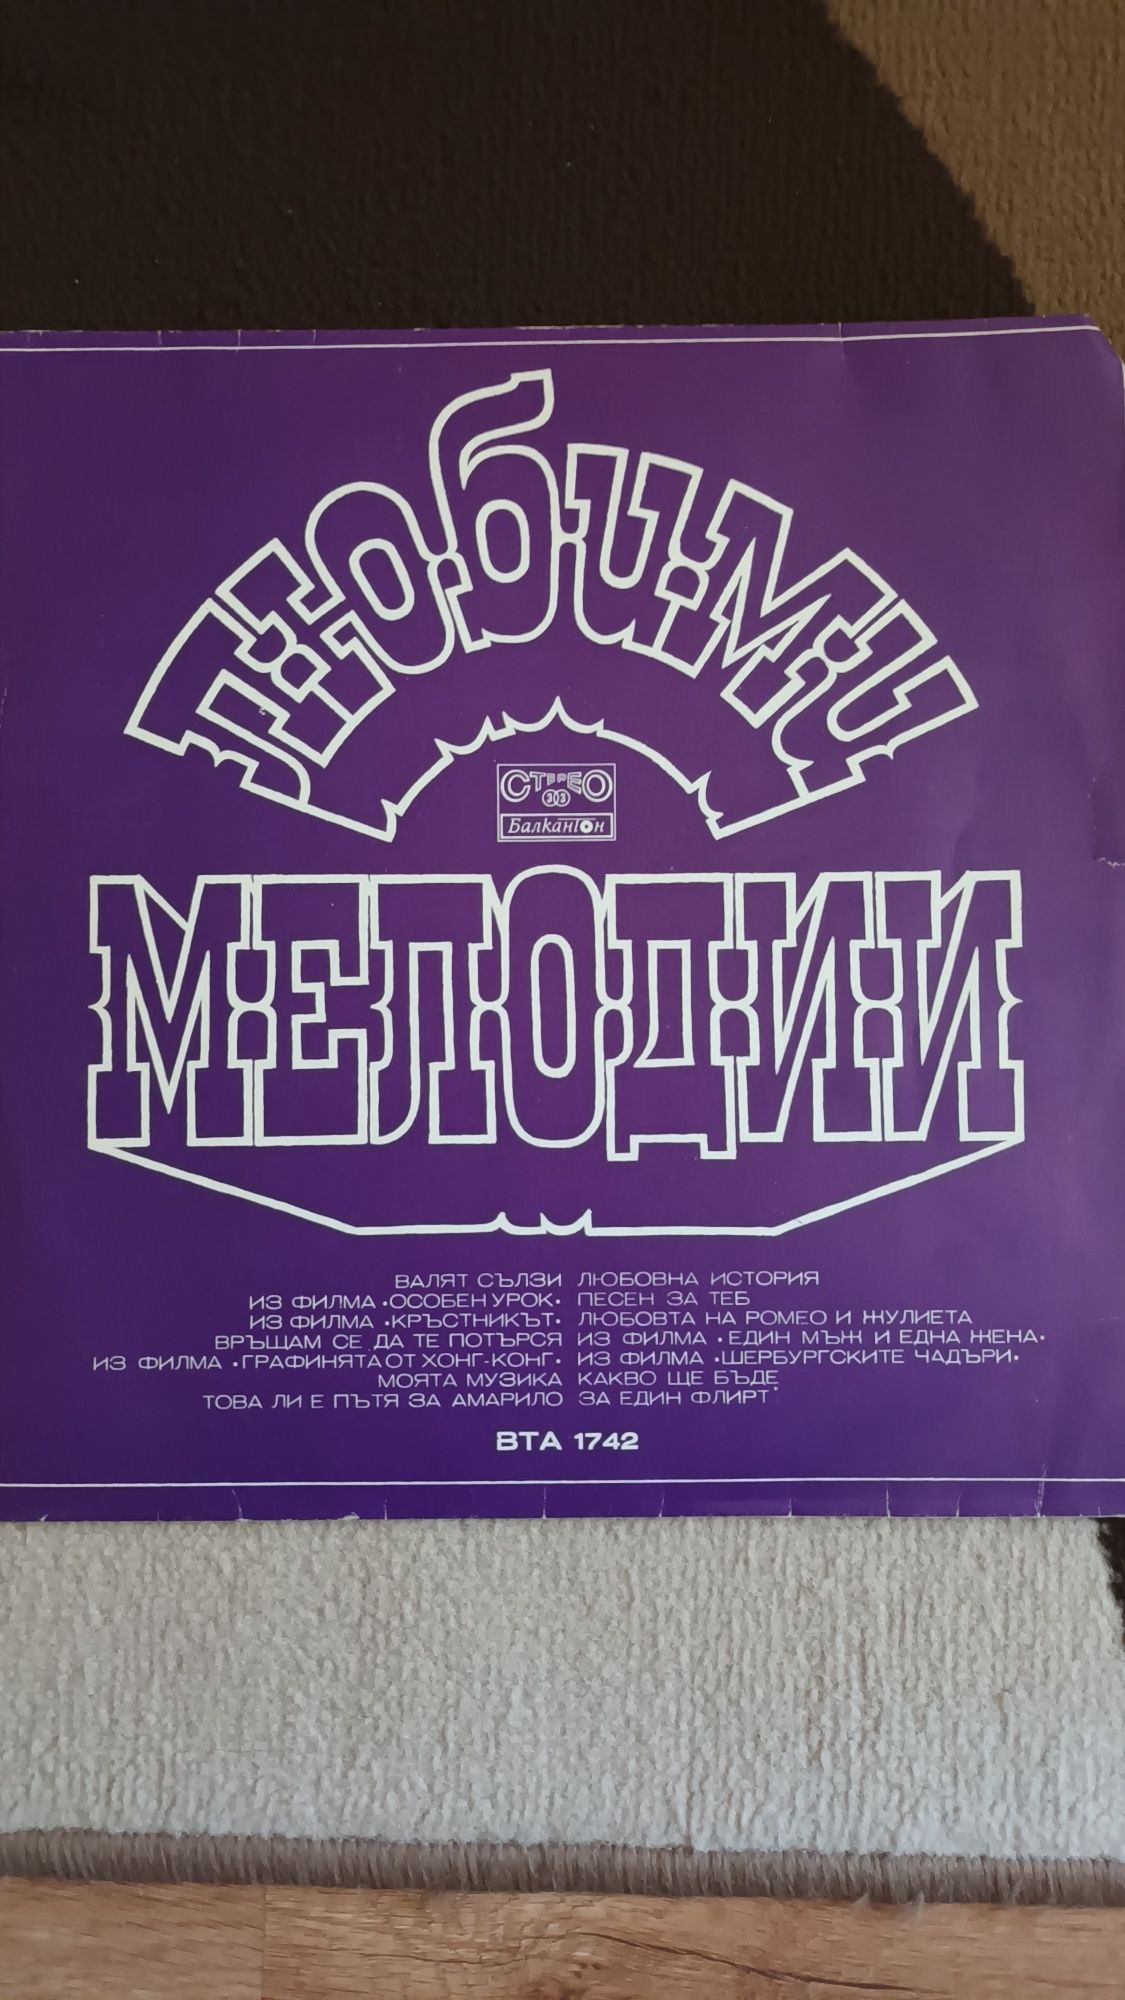 Любими
СТЕРЕО
33
Балкантон
МЕЛОДИИ
ВАЛЯТ СЪЛЗИ ЛЮБОВНА ИСТОРИЯ
ИЗ ФИЛМА •ОСОБЕН УРОК• ПЕСЕН ЗА ТЕБ
ИЗ ФИЛМА •КРЪСТНИКЪТ• ЛЮБОВТА НА РОМЕО И ЖУЛИЕТА
ВРЪЩАМ СЕ ДА ТЕ ПОТЪРСЯ ИЗ ФИЛМА •ЕДИН МЪЖ И ЕДНА ЖЕНА•
ИЗ ФИЛМА •ГРАФИНЯТА ОТ ХОНГ-КОНГ• ИЗ ФИЛМА •ШЕРБУРГСКИТЕ ЧАДЪРИ•
МОЯТА МУЗИКА КАКВО ЩЕ БЪДЕ
ТОВА ЛИ Е ПЪТЯ ЗА АМАРИЛО ЗА ЕДИН ФЛИРТ
ВТА 1742